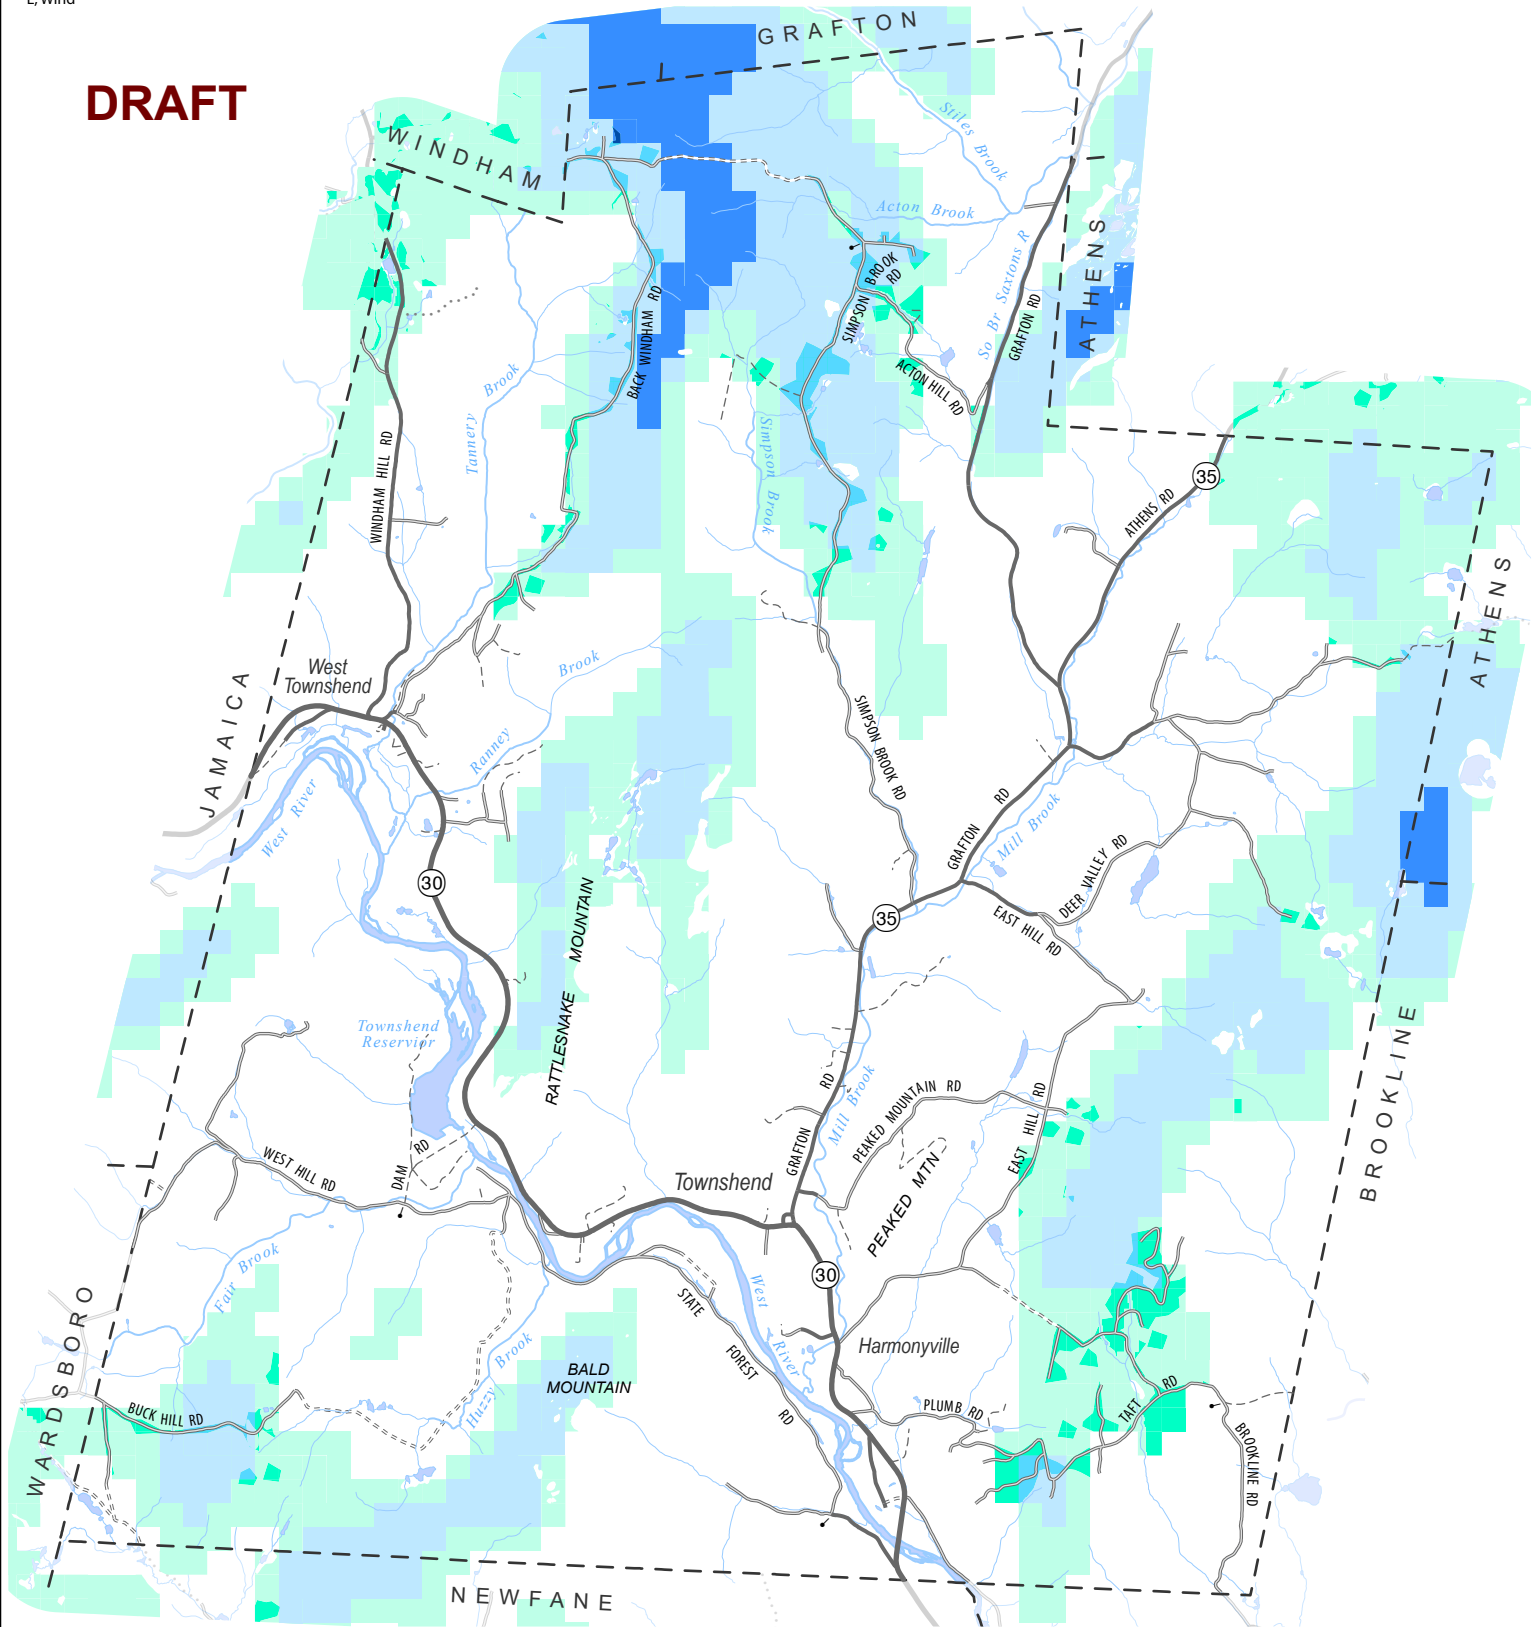 DRAFT
GRAFTON
WINDHAM
Stiles Brook
Acton Brook
ATHENS
So Br Saxtons R
GRAFTON RD
SIMPSON
BROOK
RD
BACK WINDHAM RD
ACTON HILL RD
Tannery Brook
Simpson Brook
WINDHAM HILL RD
35
ATHENS RD
ATHENS
West
Townshend
JAMAICA
Ranney Brook
SIMPSON BROOK RD
West River
GRAFTON RD
Mill Brook
DEER VALLEY RD
30
35
EAST HILL RD
RATTLESNAKE MOUNTAIN
Townshend
Reservior
BROOKLINE
GRAFTON RD
Mill Brook
PEAKED MOUNTAIN RD
EAST HILL RD
WEST HILL RD
DAM RD
Townshend
PEAKED MTN
Fair Brook
30
West River
STATE FOREST RD
Harmonyville
WARDSBORO
Huzzy Brook
BALD
MOUNTAIN
BUCK HILL RD
PLUMB RD
TAFT RD
BROOKLINE RD
NEWFANE